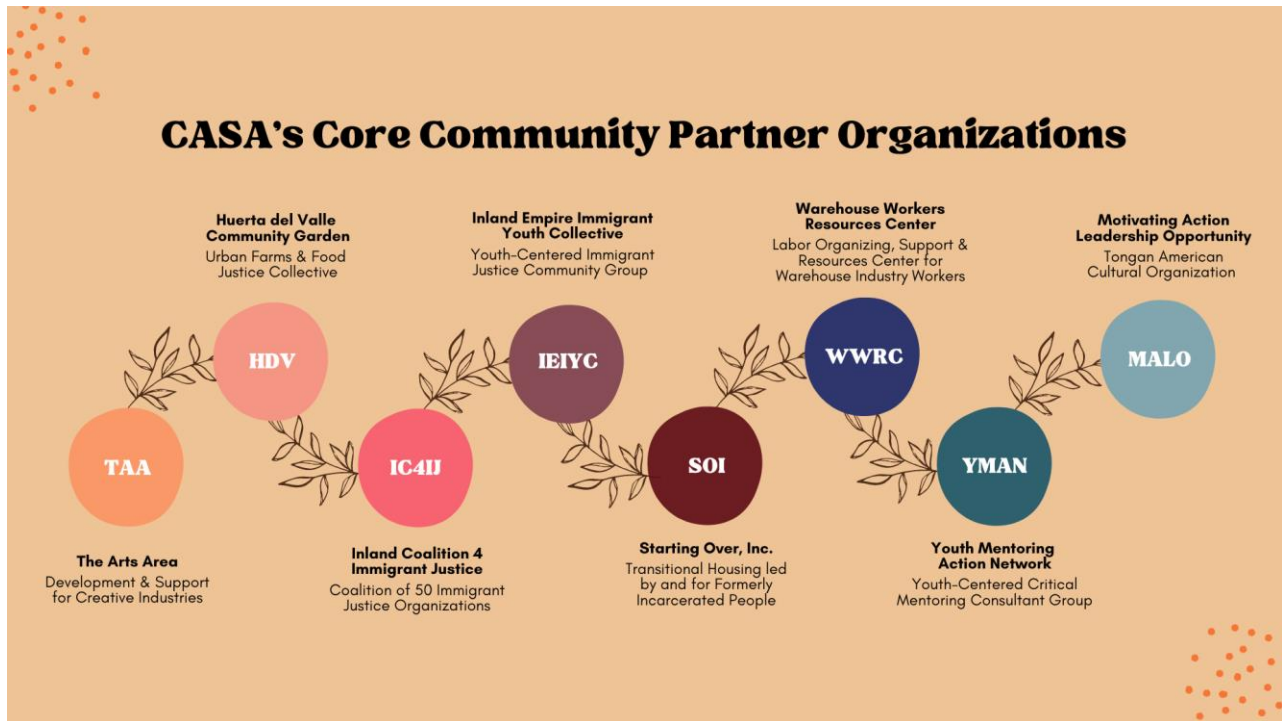 CASA's Core Community Partner Organizations
Huerta del Valle
Community Garden
Urban Farms & Food
Justice Collective
Inland Empire Immigrant
Youth Collective
Youth-Centered Immigrant
Justice Community Group
Warehouse Workers
Resources Center
Labor Organizing, Support &
Resources Center for
Warehouse Industry Workers
Motivating Action
Leadership Opportunity
Tongan American
Cultural Organization
HDV
IEIYC
WWRC
MALO
TAA
IC4IJ
SOI
YMAN
The Arts Area
Development & Support
for Creative Industries
Inland Coalition 4
Immigrant Justice
Coalition of 50 Immigrant
Justice Organizations
Starting Over, Inc.
Transitional Housing led
by and for Formerly
Incarcerated People
Youth Mentoring
Action Network
Youth-Centered Critical
Mentoring Consultant Group